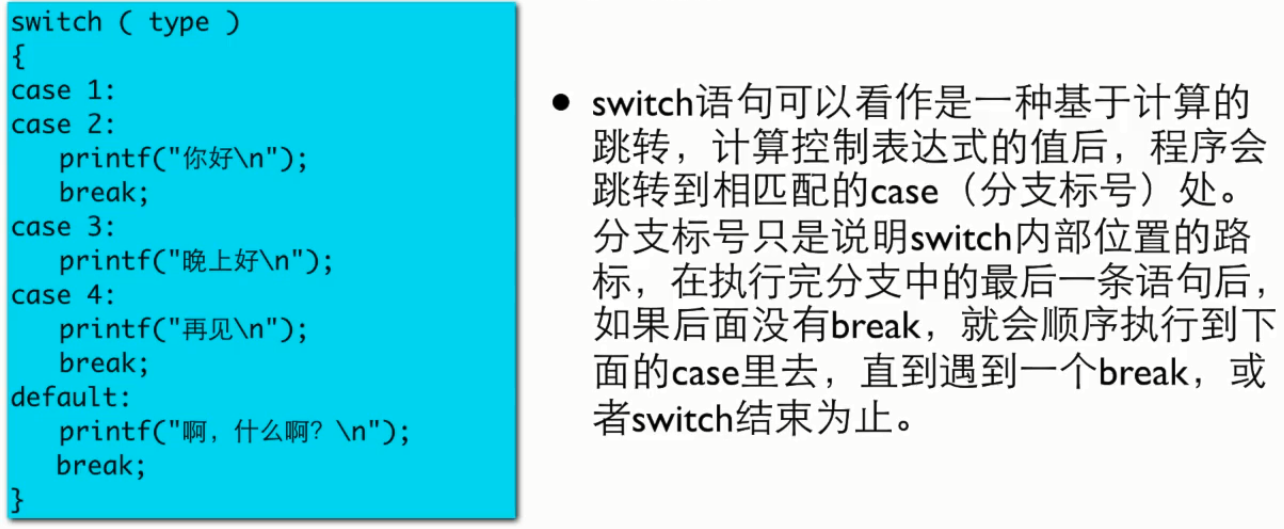 switch ( type )
{
case 1:
case 2:
printf("你好\n");
break;
case 3:
printf("晚上好\n");
case 4:
printf("再见\n");
break;
default:
printf("啊，什么啊？\n");
break;
}
• switch语句可以看作是一种基于计算的
跳转，计算控制表达式的值后，程序会
跳转到相匹配的case（分支标号）处。
分支标号只是说明switch内部位置的路
标，在执行完分支中的最后一条语句后，
如果后面没有break，就会顺序执行到下
面的case里去，直到遇到一个break，或
者switch结束为止。